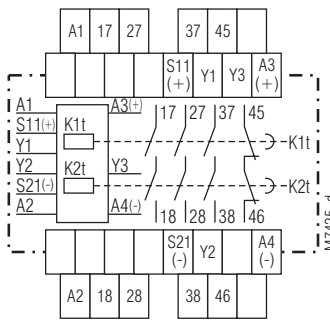 A1 17 27 37 45
S11 (+) Y1 Y3 A3 (+)
A1 A3(+) 17 27 37 45
S11(+) K1t K1t
Y1
Y2 K2t Y3 K2t
S21(-)
A2 A4(-) 18 28 38 46
S21 (-) Y2 A4 (-)
A2 18 28 38 46